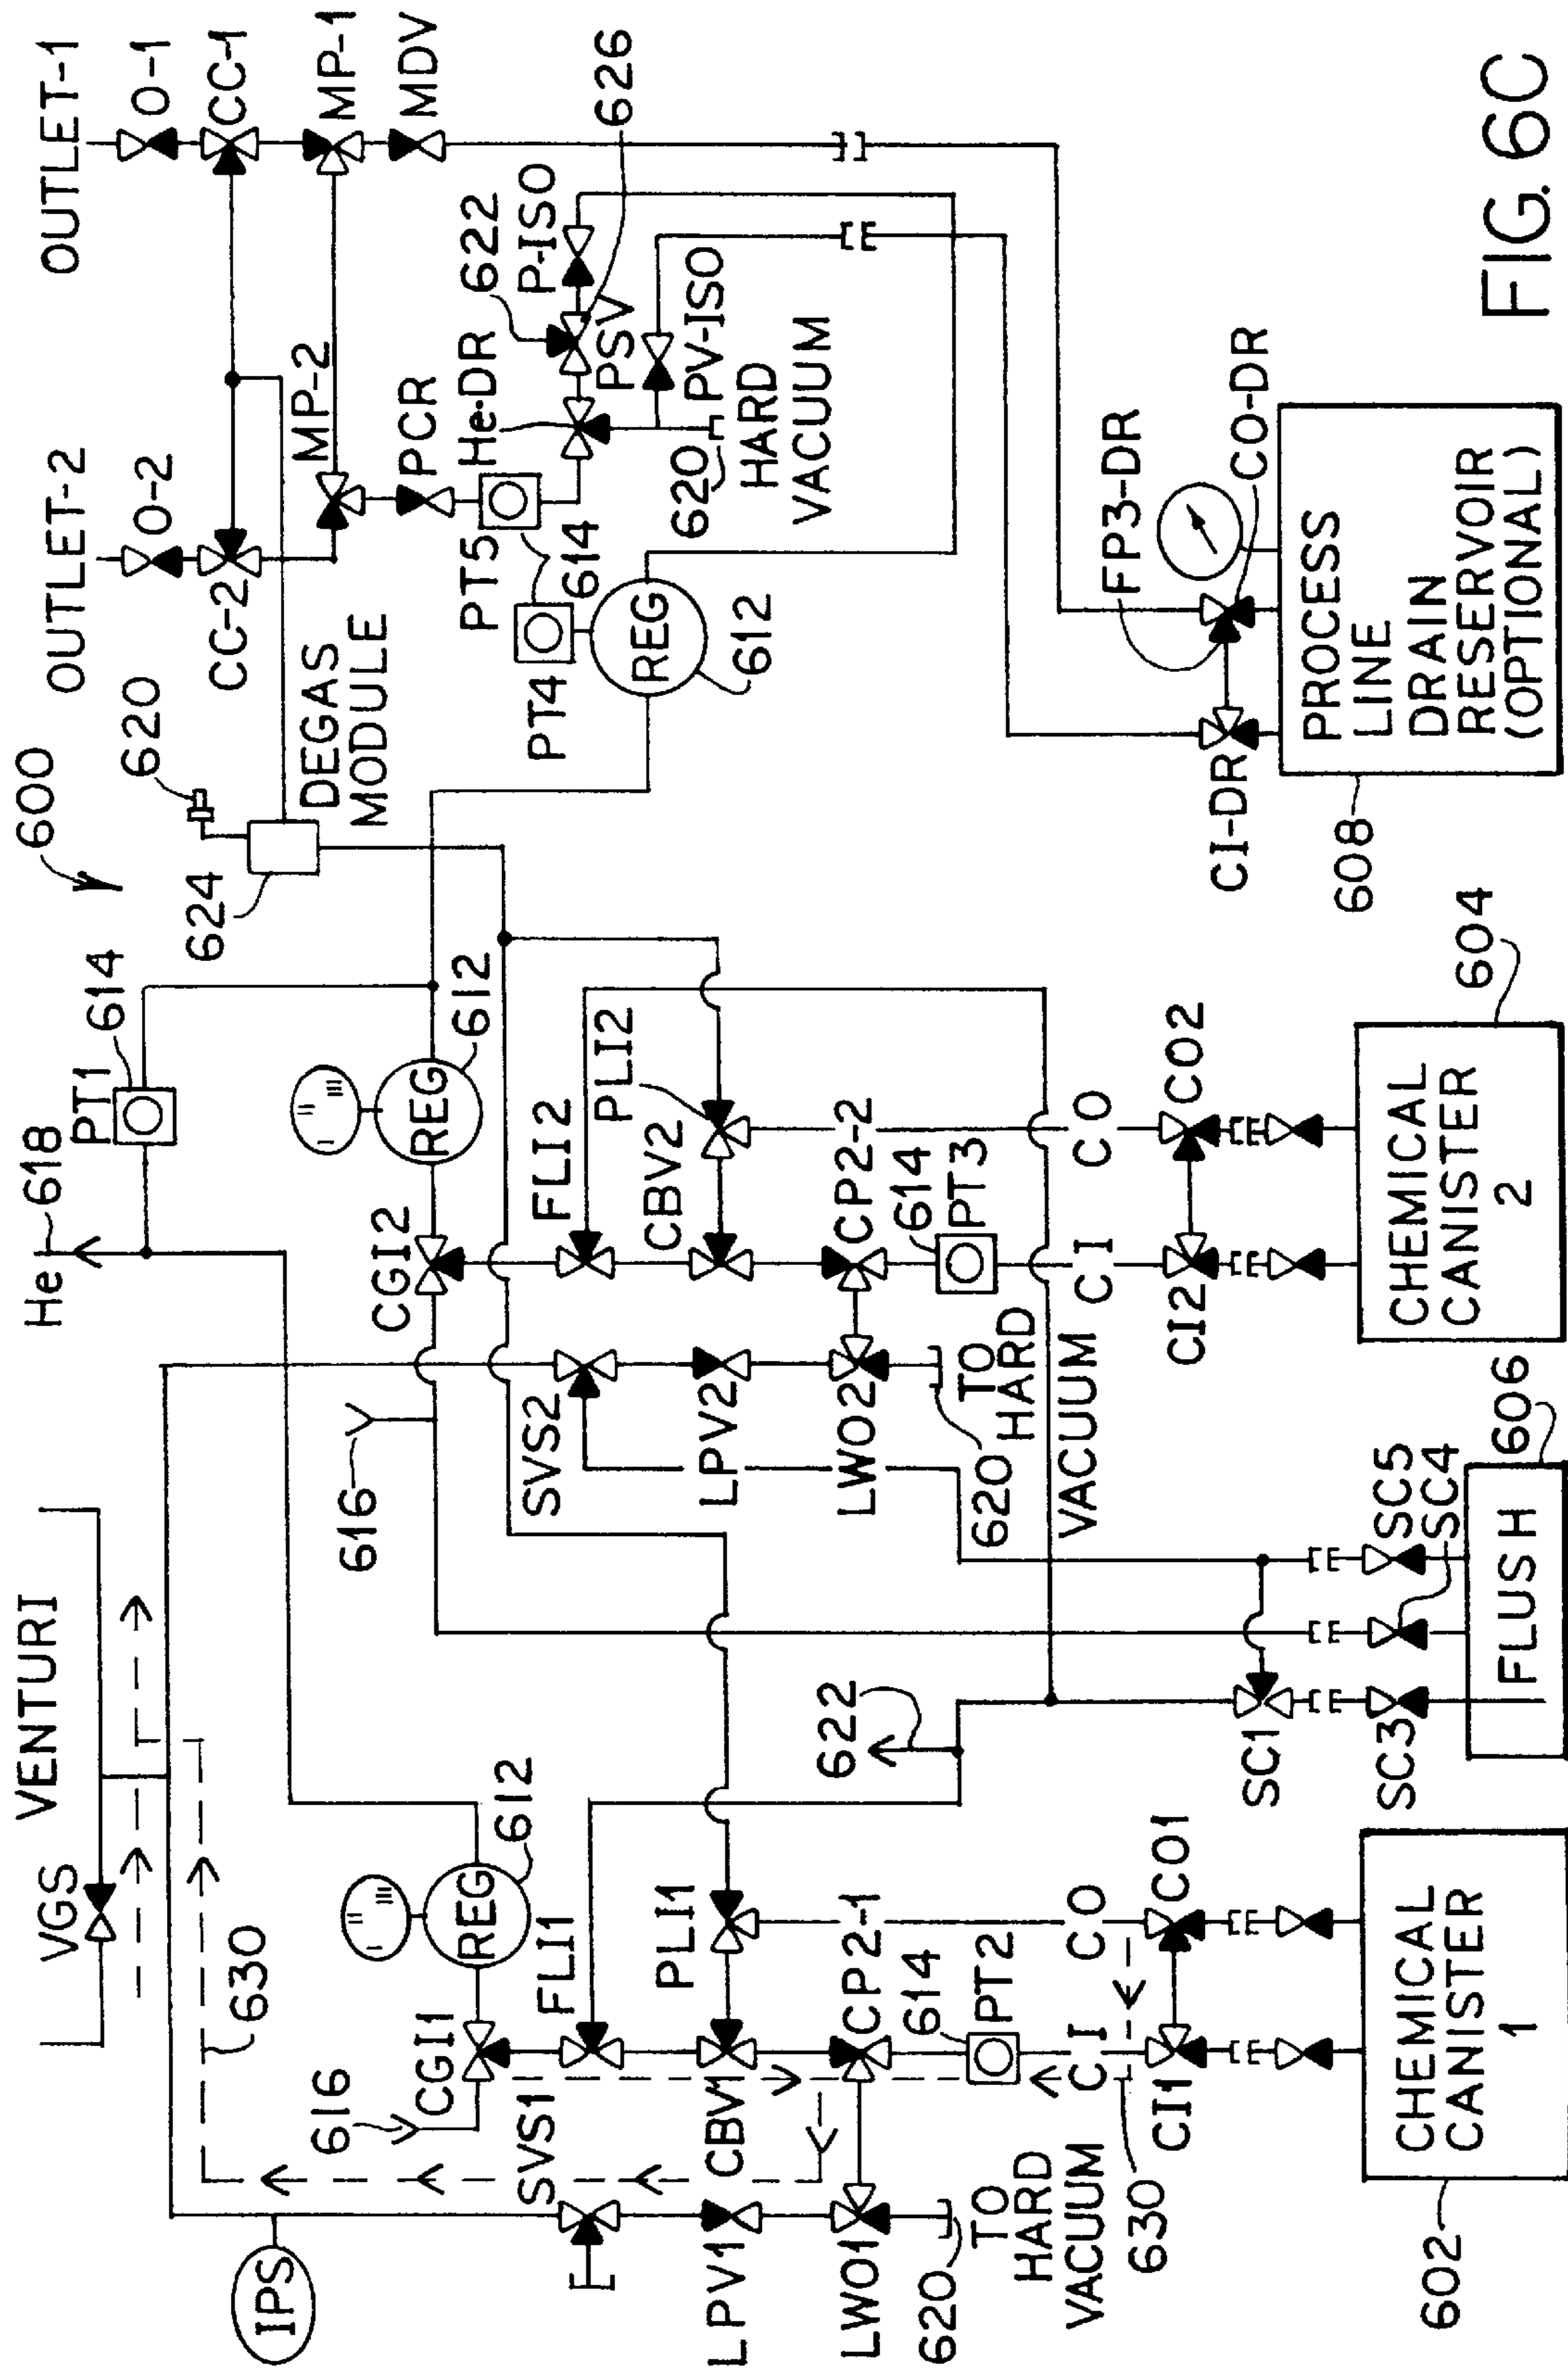 600
VENTURI
VGS
630
IPS
616
He
618
PT1
614
620
624
DEGAS
MODULE
OUTLET-2
O-2
CC-2
OUTLET-1
O-1
CC-1
MP-1
MDV
MP-2
PCR
He-DR
622
P-ISO
626
PSV
PV-ISO
620
HARD
VACUUM
PT5
614
PT4
REG
612
REG
612
CGI1
FLI1
SVS1
PLI1
CBV1
CP2-1
614
PT2
LPV1
LWO1
620
TO
HARD
VACUUM
630
CI
CO
CI1
CO1
CHEMICAL
CANISTER
1
602
616
CGI2
REG
612
FLI2
PLI2
CBV2
CP2-2
614
PT3
SVS2
LPV2
LWO2
620
TO
HARD
VACUUM
CI
CO
CI2
CO2
CHEMICAL
CANISTER
2
604
622
SC1
SC3
SC5
SC4
FLUSH
606
FP3-DR
CO-DR
CI-DR
PROCESS
LINE
DRAIN
RESERVOIR
(OPTIONAL)
608
FIG. 6C